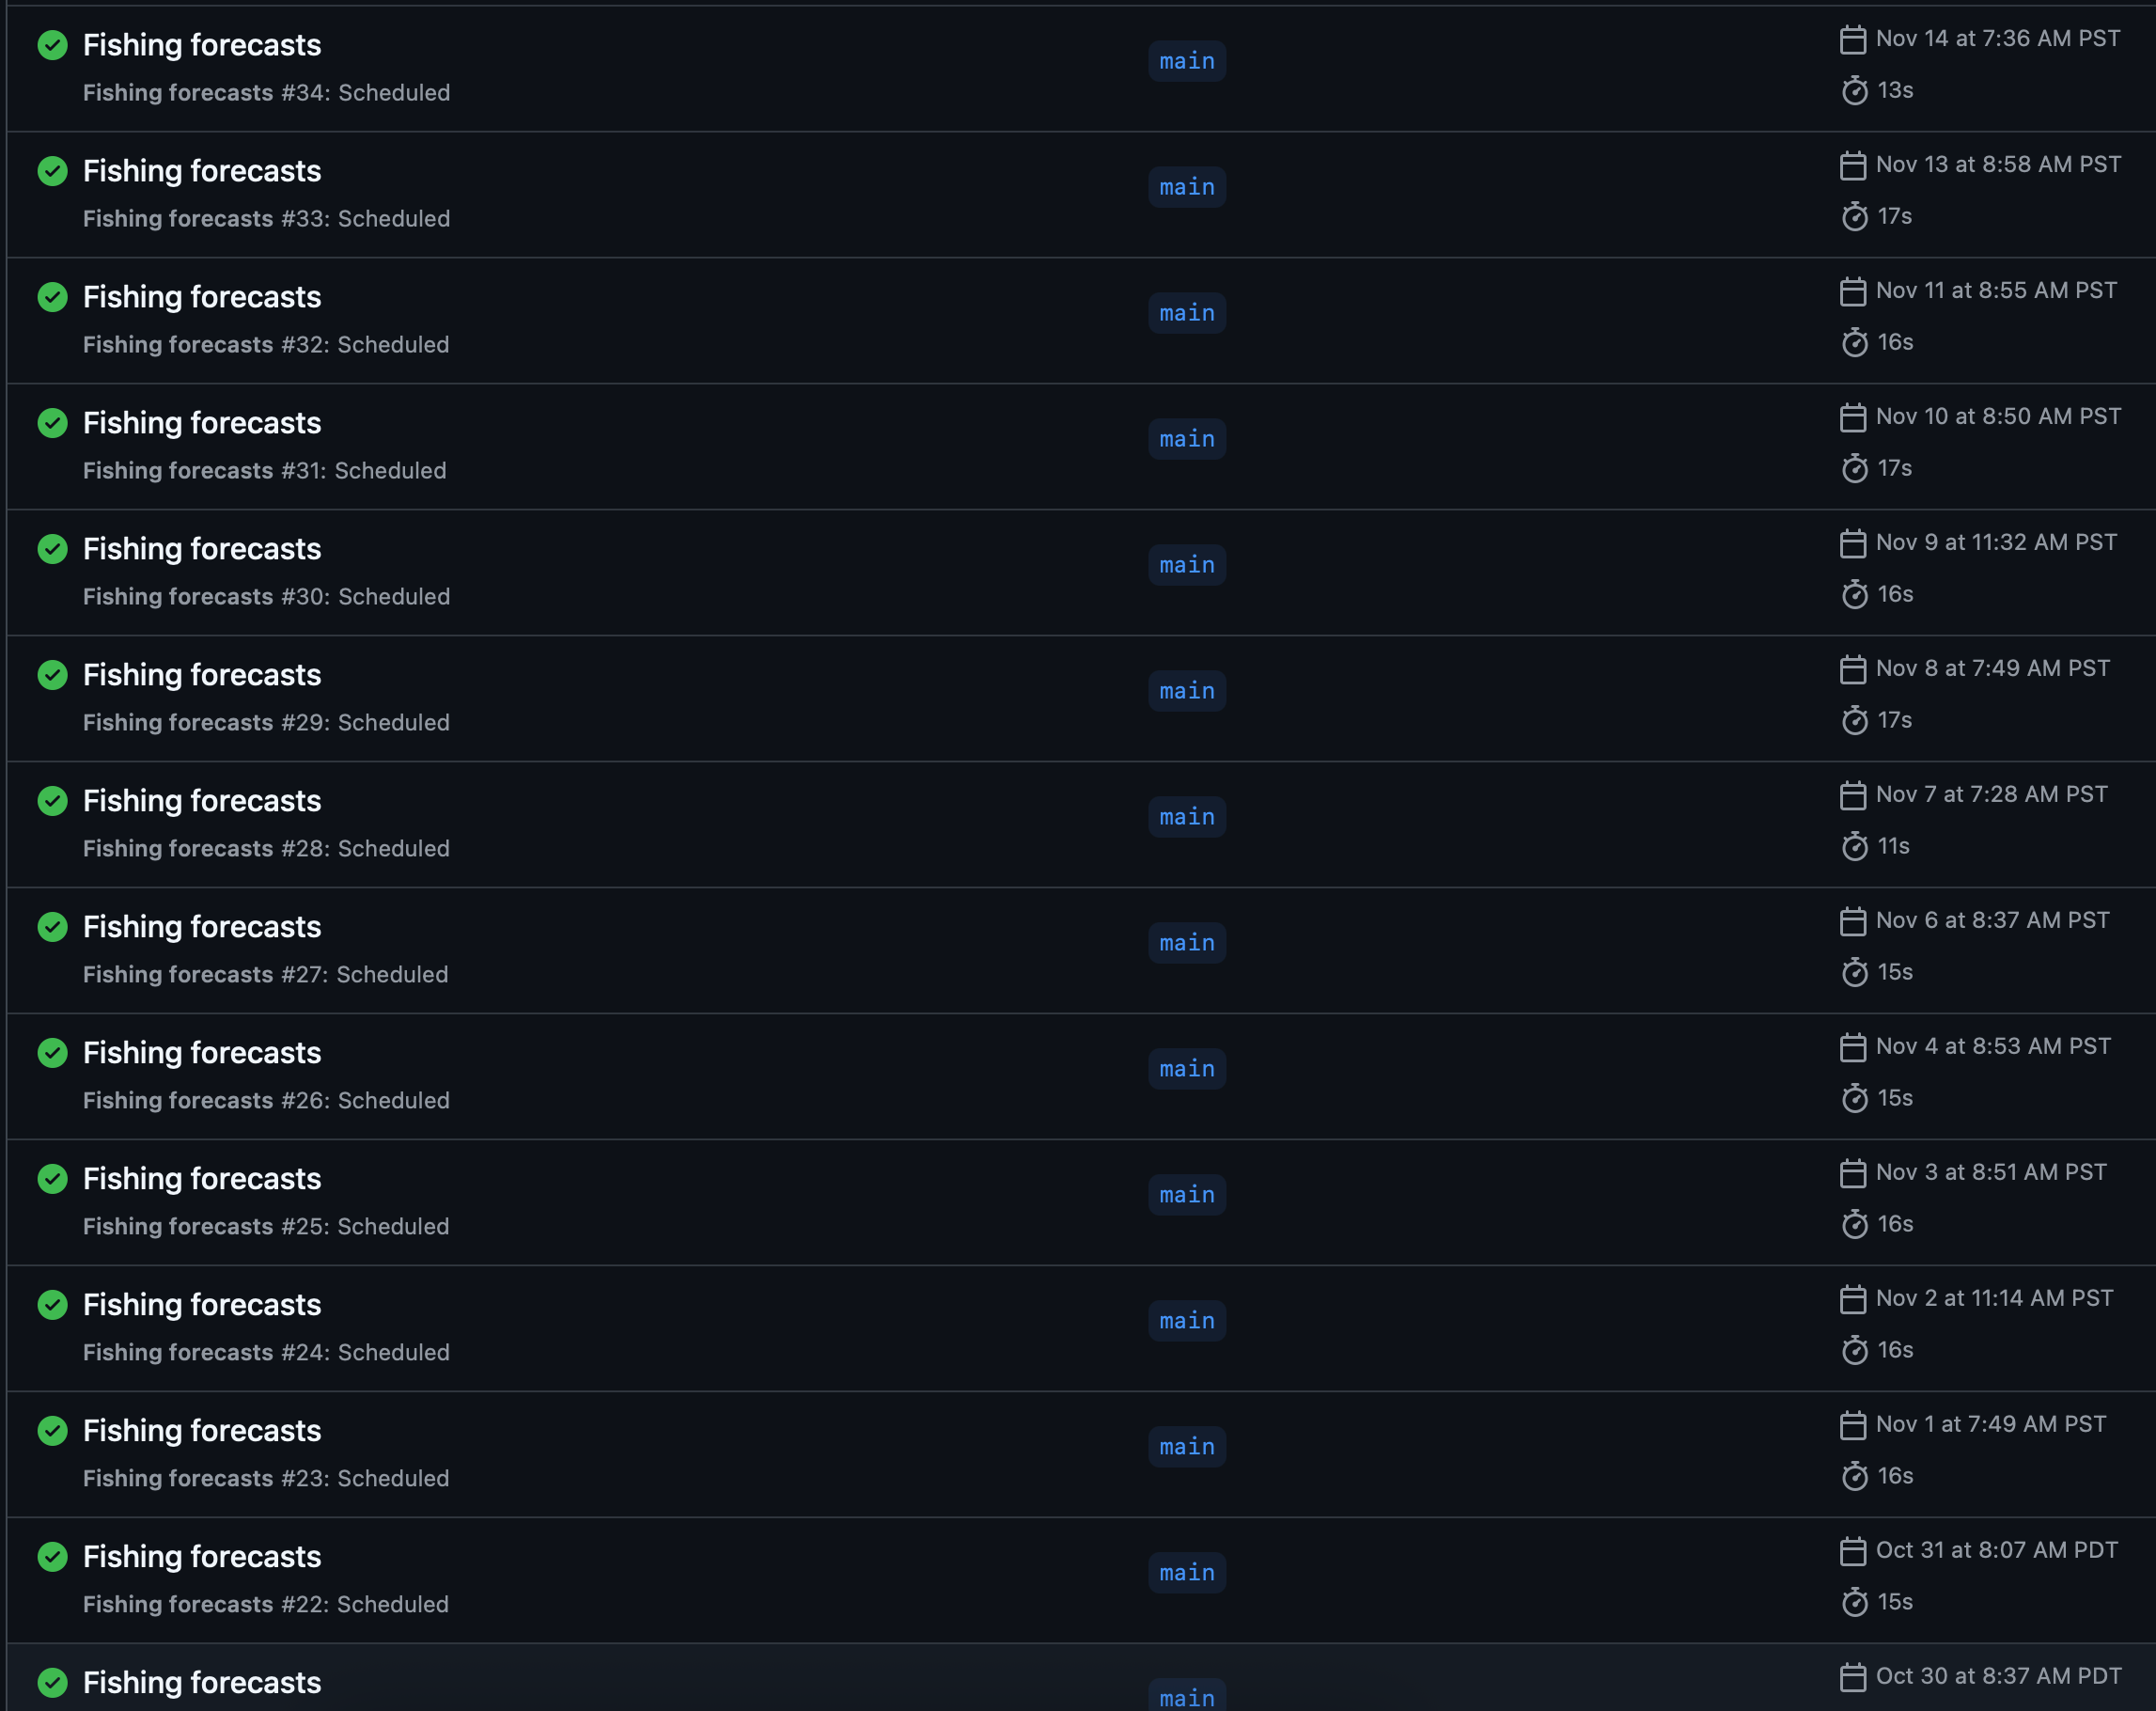 Fishing forecasts
Fishing forecasts #34: Scheduled
main
Nov 14 at 7:36 AM PST
13s
Fishing forecasts
Fishing forecasts #33: Scheduled
main
Nov 13 at 8:58 AM PST
17s
Fishing forecasts
Fishing forecasts #32: Scheduled
main
Nov 11 at 8:55 AM PST
16s
Fishing forecasts
Fishing forecasts #31: Scheduled
main
Nov 10 at 8:50 AM PST
17s
Fishing forecasts
Fishing forecasts #30: Scheduled
main
Nov 9 at 11:32 AM PST
16s
Fishing forecasts
Fishing forecasts #29: Scheduled
main
Nov 8 at 7:49 AM PST
17s
Fishing forecasts
Fishing forecasts #28: Scheduled
main
Nov 7 at 7:28 AM PST
11s
Fishing forecasts
Fishing forecasts #27: Scheduled
main
Nov 6 at 8:37 AM PST
15s
Fishing forecasts
Fishing forecasts #26: Scheduled
main
Nov 4 at 8:53 AM PST
15s
Fishing forecasts
Fishing forecasts #25: Scheduled
main
Nov 3 at 8:51 AM PST
16s
Fishing forecasts
Fishing forecasts #24: Scheduled
main
Nov 2 at 11:14 AM PST
16s
Fishing forecasts
Fishing forecasts #23: Scheduled
main
Nov 1 at 7:49 AM PST
16s
Fishing forecasts
Fishing forecasts #22: Scheduled
main
Oct 31 at 8:07 AM PDT
15s
Fishing forecasts
main
Oct 30 at 8:37 AM PDT